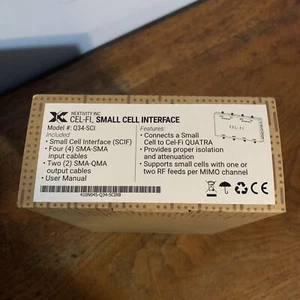 NEXTIVITY INC
CEL-FI, SMALL CELL INTERFACE
Model #: Q34-SCI
Included
• Small Cell Interface (SCIF)
• Four (4) SMA-SMA
input cables
• Two (2) SMA-QMA
output cables
• User Manual
Features
• Connects a Small
Cell to Cel-Fi QUATRA
• Provides proper isolation
and attenuation
• Supports small cells with one or
two RF feeds per MIMO channel
CEL-FI